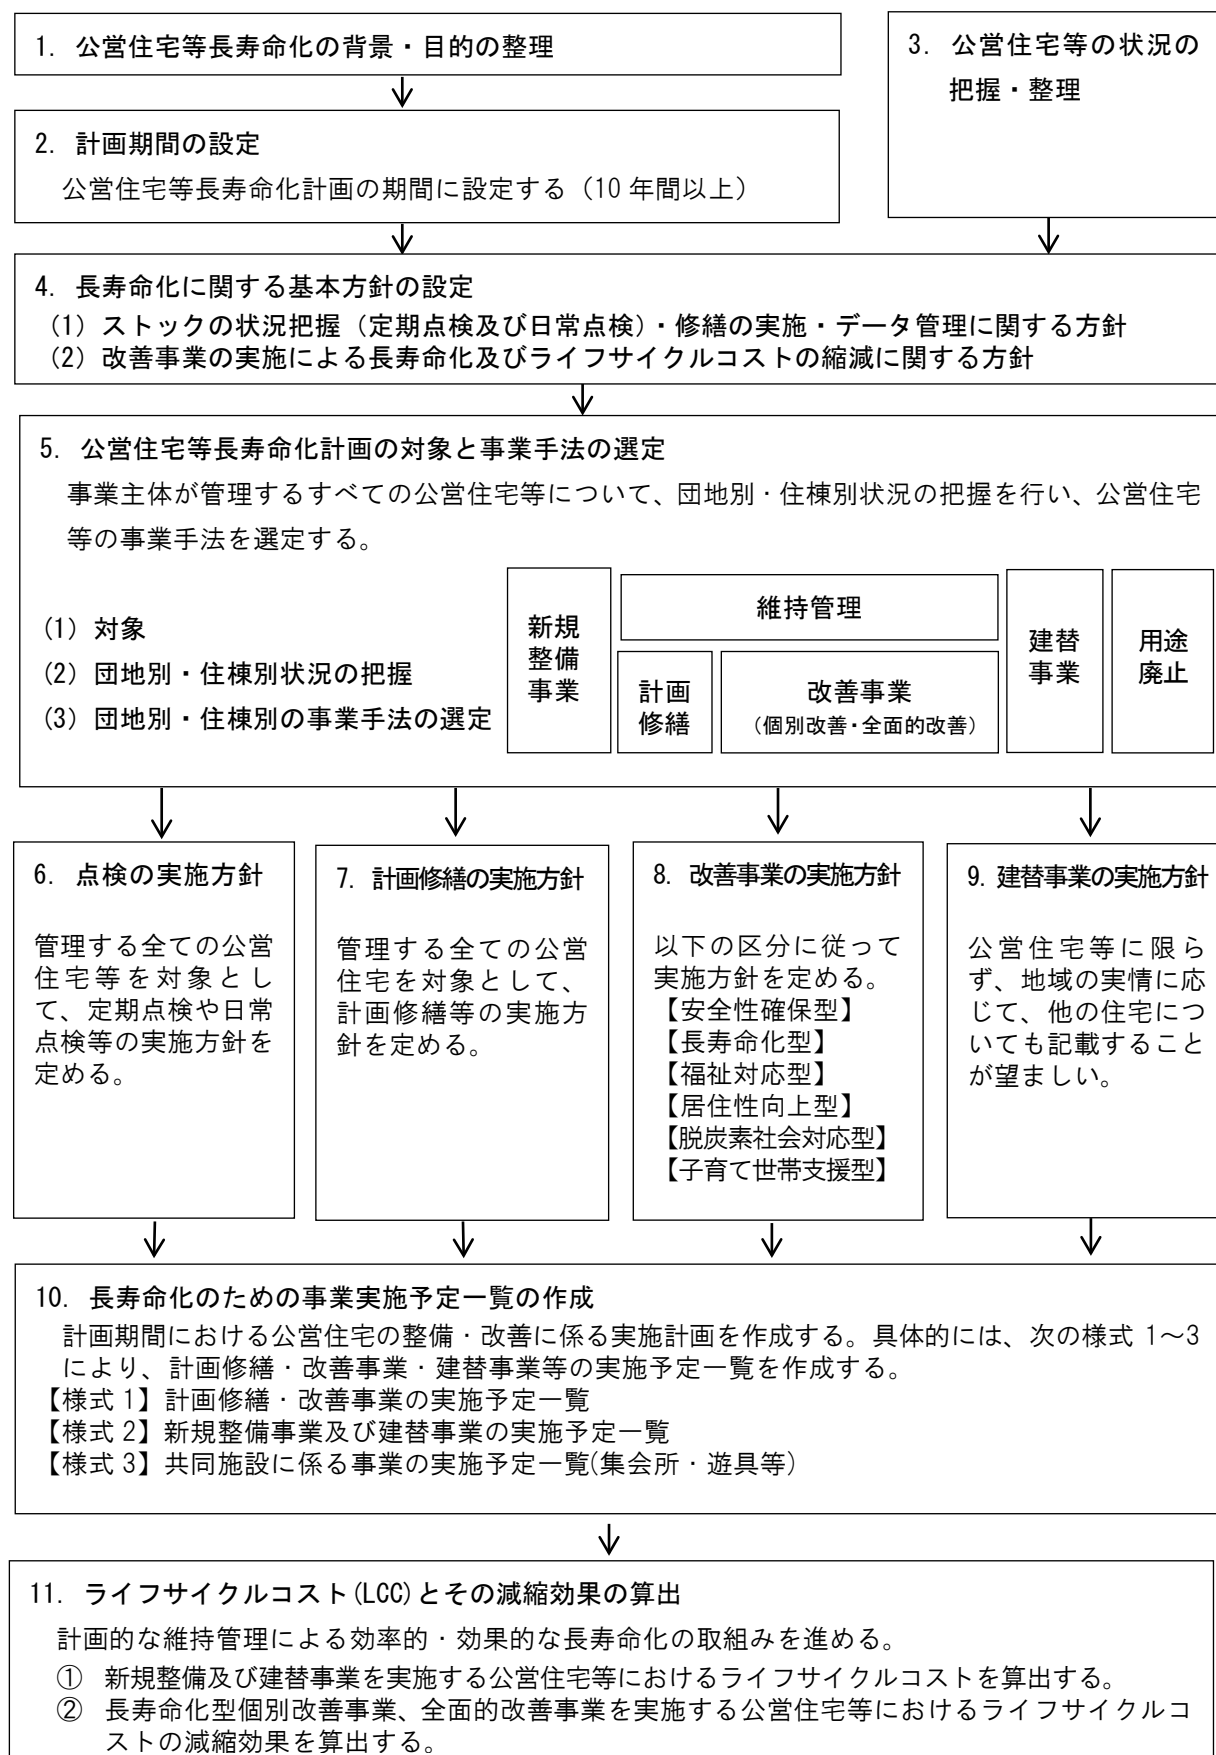 1. 公営住宅等長寿命化の背景・目的の整理
3. 公営住宅等の状況の
把握・整理
2. 計画期間の設定
公営住宅等長寿命化計画の期間に設定する（10 年間以上）
4. 長寿命化に関する基本方針の設定
(1) ストックの状況把握（定期点検及び日常点検）・修繕の実施・データ管理に関する方針
(2) 改善事業の実施による長寿命化及びライフサイクルコストの縮減に関する方針
5. 公営住宅等長寿命化計画の対象と事業手法の選定
事業主体が管理するすべての公営住宅等について、団地別・住棟別状況の把握を行い、公営住宅
等の事業手法を選定する。
(1) 対象
(2) 団地別・住棟別状況の把握
(3) 団地別・住棟別の事業手法の選定
新規
整備
事業
維持管理
計画
修繕
改善事業
（個別改善・全面的改善）
建替
事業
用途
廃止
6. 点検の実施方針
管理する全ての公営
住宅等を対象とし
て、定期点検や日常
点検等の実施方針を
定める。
7. 計画修繕の実施方針
管理する全ての公営
住宅を対象として、
計画修繕等の実施方
針を定める。
8. 改善事業の実施方針
以下の区分に従って
実施方針を定める。
【安全性確保型】
【長寿命化型】
【福祉対応型】
【居住性向上型】
【脱炭素社会対応型】
【子育て世帯支援型】
9. 建替事業の実施方針
公営住宅等に限ら
ず、地域の実情に応
じて、他の住宅につ
いても記載すること
が望ましい。
10. 長寿命化のための事業実施予定一覧の作成
計画期間における公営住宅の整備・改善に係る実施計画を作成する。具体的には、次の様式 1～3
により、計画修繕・改善事業・建替事業等の実施予定一覧を作成する。
【様式 1】計画修繕・改善事業の実施予定一覧
【様式 2】新規整備事業及び建替事業の実施予定一覧
【様式 3】共同施設に係る事業の実施予定一覧(集会所・遊具等)
11. ライフサイクルコスト(LCC)とその減縮効果の算出
計画的な維持管理による効率的・効果的な長寿命化の取組みを進める。
① 新規整備及び建替事業を実施する公営住宅等におけるライフサイクルコストを算出する。
② 長寿命化型個別改善事業、全面的改善事業を実施する公営住宅等におけるライフサイクルコ
ストの減縮効果を算出する。